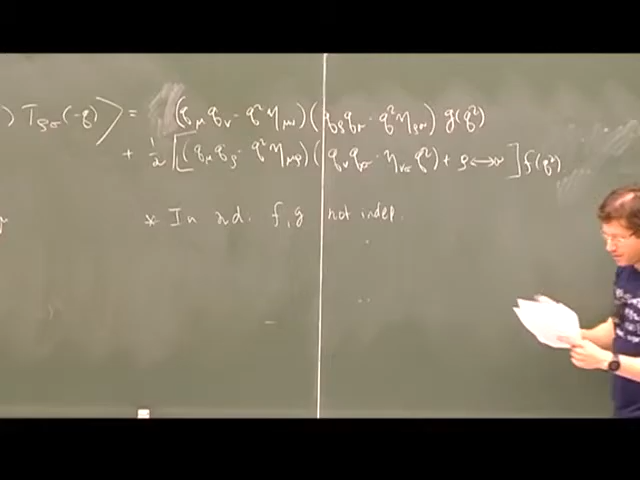 ) T_{ρσ}(-q)⟩ = (q_μ q_ν - q² η_{μν})(q_ρ q_σ - q² η_{ρσ}) g(q²)
+ ½ [(q_μ q_ρ - q² η_{μρ})(q_ν q_σ - η_{νσ} q²) + ρ ↔ ν ] f(q²)
* In 2d. f, g not indep.